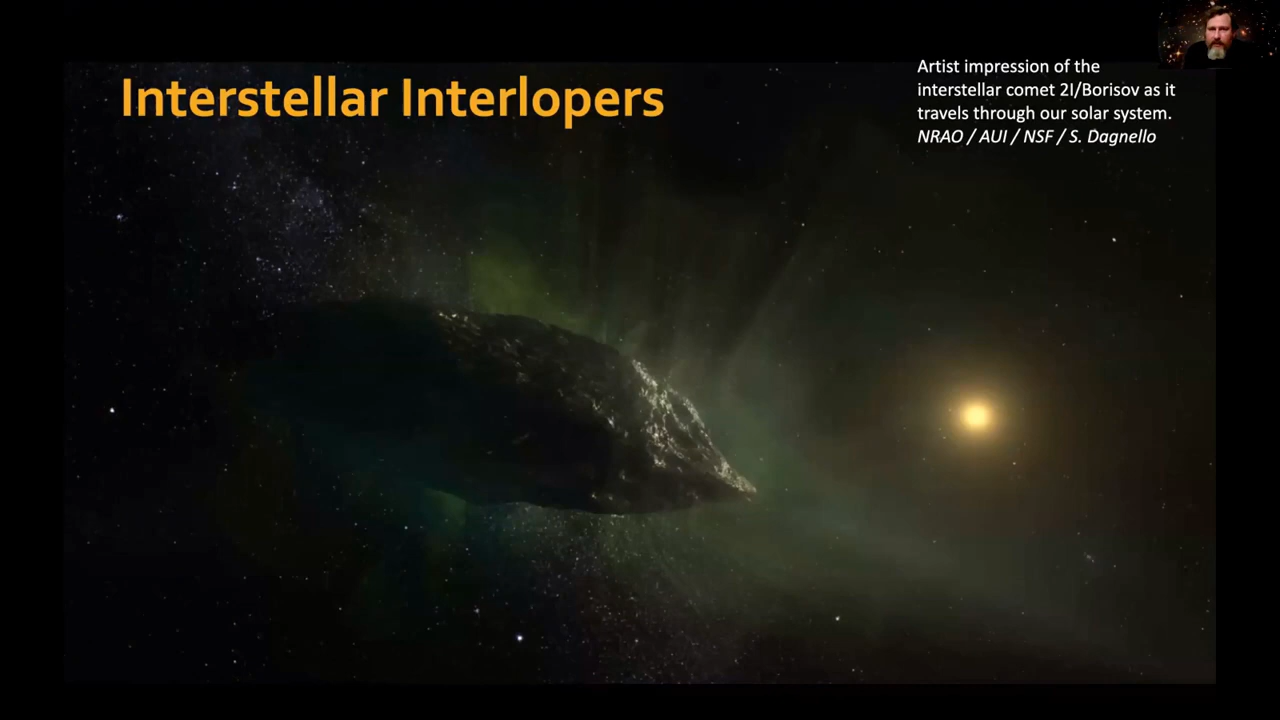 Interstellar Interlopers
Artist impression of the
interstellar comet 2I/Borisov as it
travels through our solar system.
NRAO / AUI / NSF / S. Dagnello